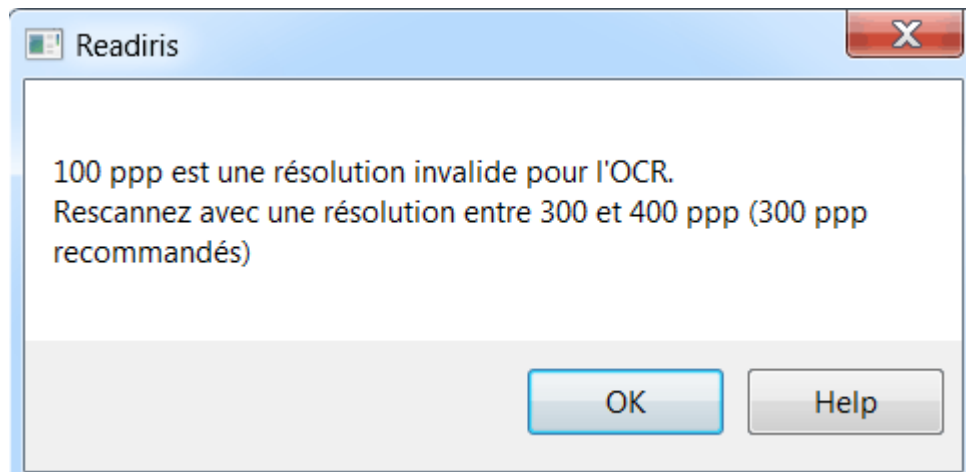 Readiris
100 ppp est une résolution invalide pour l'OCR.
Rescannez avec une résolution entre 300 et 400 ppp (300 ppp
recommandés)
OK
Help